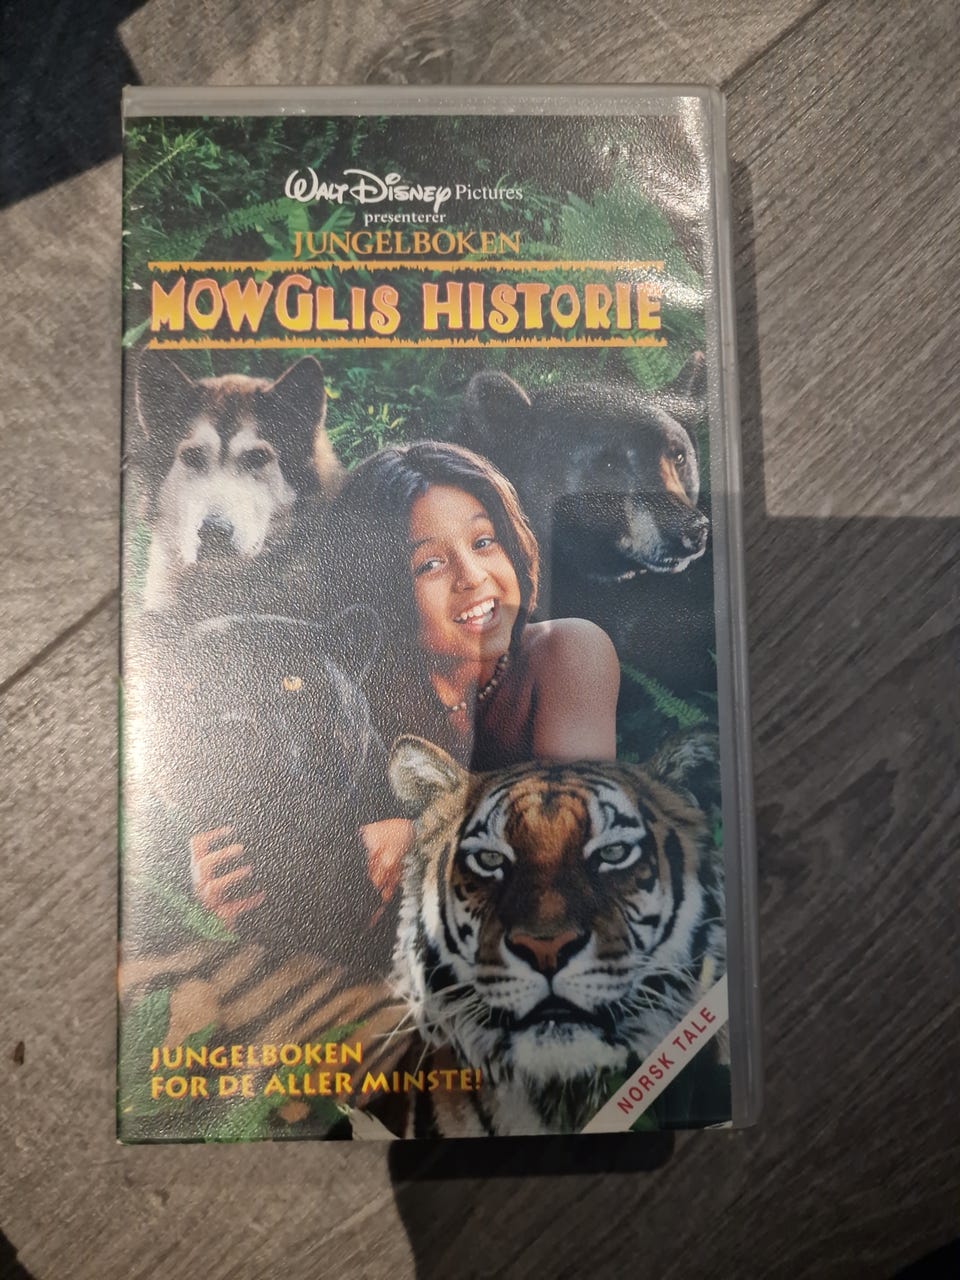 WALT DISNEY Pictures
presenterer
JUNGELBOKEN
MOWGLIS HISTORIE
JUNGELBOKEN
FOR DE ALLER MINSTE!
NORSK TALE